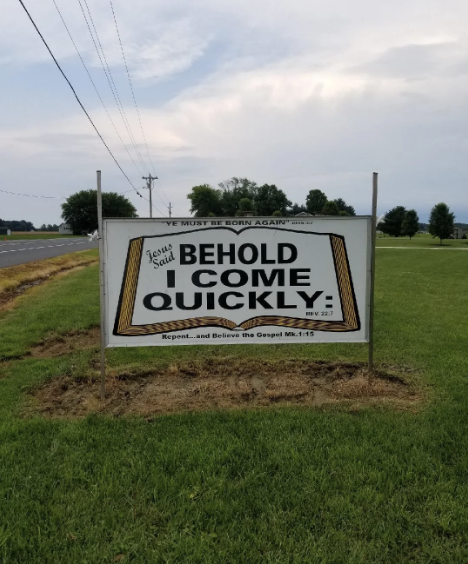 "YE MUST BE BORN AGAIN"
Jesus
Said
BEHOLD
I COME
QUICKLY:
REV. 22:7
Repent...and Believe the Gospel Mk.1:15